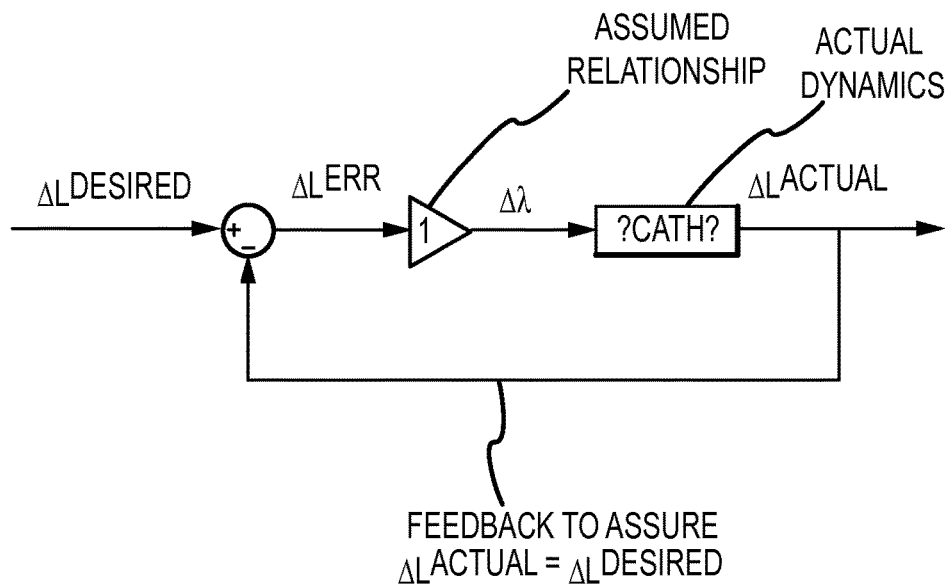 ASSUMED
RELATIONSHIP
ACTUAL
DYNAMICS
ΔLDESIRED
ΔLERR
Δλ
ΔLACTUAL
+
−
1
?CATH?
FEEDBACK TO ASSURE
ΔLACTUAL = ΔLDESIRED